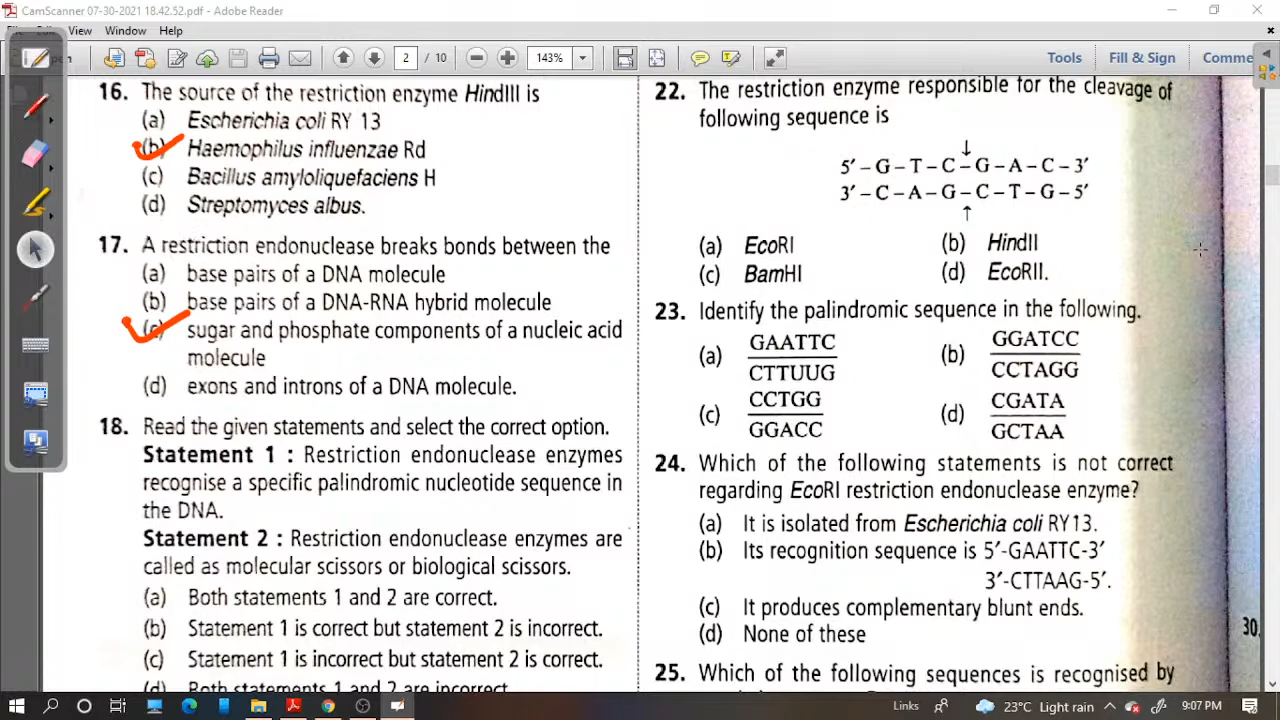 CamScanner 07-30-2021 18.42.52.pdf - Adobe Reader
View Window Help
2 / 10 143% Tools Fill & Sign Comme
16. The source of the restriction enzyme HindIII is
(a) Escherichia coli RY 13
(b) Haemophilus influenzae Rd
(c) Bacillus amyloliquefaciens H
(d) Streptomyces albus.
17. A restriction endonuclease breaks bonds between the
(a) base pairs of a DNA molecule
(b) base pairs of a DNA-RNA hybrid molecule
(c) sugar and phosphate components of a nucleic acid
molecule
(d) exons and introns of a DNA molecule.
18. Read the given statements and select the correct option.
Statement 1 : Restriction endonuclease enzymes
recognise a specific palindromic nucleotide sequence in
the DNA.
Statement 2 : Restriction endonuclease enzymes are
called as molecular scissors or biological scissors.
(a) Both statements 1 and 2 are correct.
(b) Statement 1 is correct but statement 2 is incorrect.
(c) Statement 1 is incorrect but statement 2 is correct.
(d) Both statements 1 and 2 are incorrect.
22. The restriction enzyme responsible for the cleavage of
following sequence is
↓
5′ – G – T – C – G – A – C – 3′
3′ – C – A – G – C – T – G – 5′
↑
(a) EcoRI (b) HindII
(c) BamHI (d) EcoRII.
23. Identify the palindromic sequence in the following.
(a) GAATTC (b) GGATCC
CTTUUG CCTAGG
(c) CCTGG (d) CGATA
GGACC GCTAA
24. Which of the following statements is not correct
regarding EcoRI restriction endonuclease enzyme?
(a) It is isolated from Escherichia coli RY13.
(b) Its recognition sequence is 5′-GAATTC-3′
3′-CTTAAG-5′.
(c) It produces complementary blunt ends.
(d) None of these
30.
25. Which of the following sequences is recognised by
Links 23°C Light rain 9:07 PM